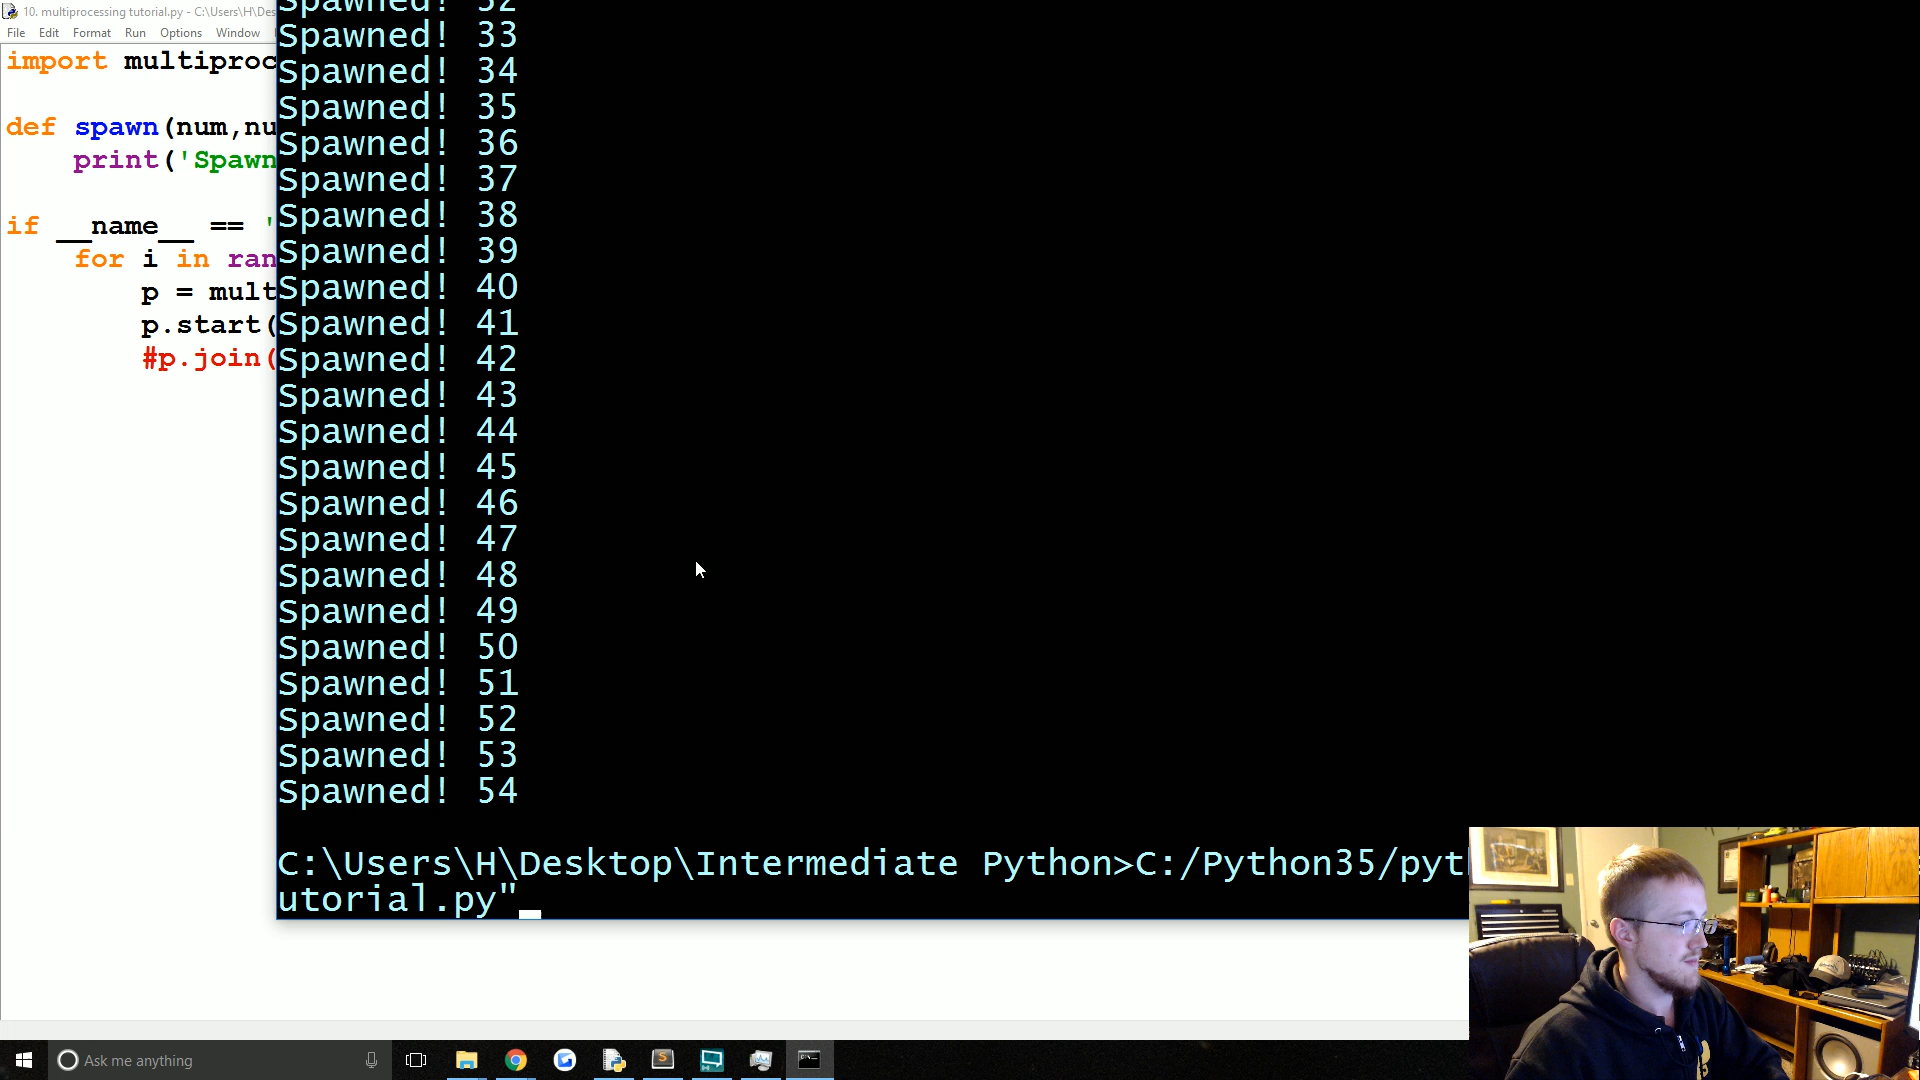 10. multiprocessing tutorial.py - C:\Users\H\Des
File Edit Format Run Options Window
import multiproc
def spawn(num,nu
print('Spawn
if __name__ == '
for i in ran
p = mult
p.start(
#p.join(
Spawned! 32
Spawned! 33
Spawned! 34
Spawned! 35
Spawned! 36
Spawned! 37
Spawned! 38
Spawned! 39
Spawned! 40
Spawned! 41
Spawned! 42
Spawned! 43
Spawned! 44
Spawned! 45
Spawned! 46
Spawned! 47
Spawned! 48
Spawned! 49
Spawned! 50
Spawned! 51
Spawned! 52
Spawned! 53
Spawned! 54
C:\Users\H\Desktop\Intermediate Python>C:/Python35/pyth
utorial.py"
Ask me anything